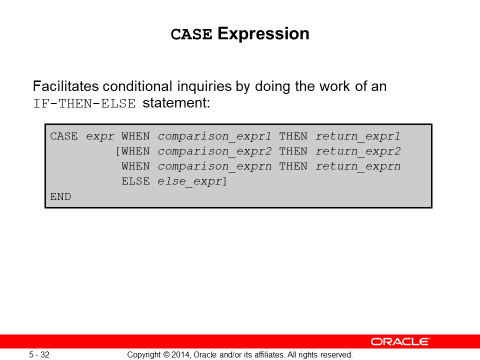 CASE Expression
Facilitates conditional inquiries by doing the work of an
IF-THEN-ELSE statement:
CASE expr WHEN comparison_expr1 THEN return_expr1
[WHEN comparison_expr2 THEN return_expr2
WHEN comparison_exprn THEN return_exprn
ELSE else_expr]
END
ORACLE
5 - 32 Copyright © 2014, Oracle and/or its affiliates. All rights reserved.